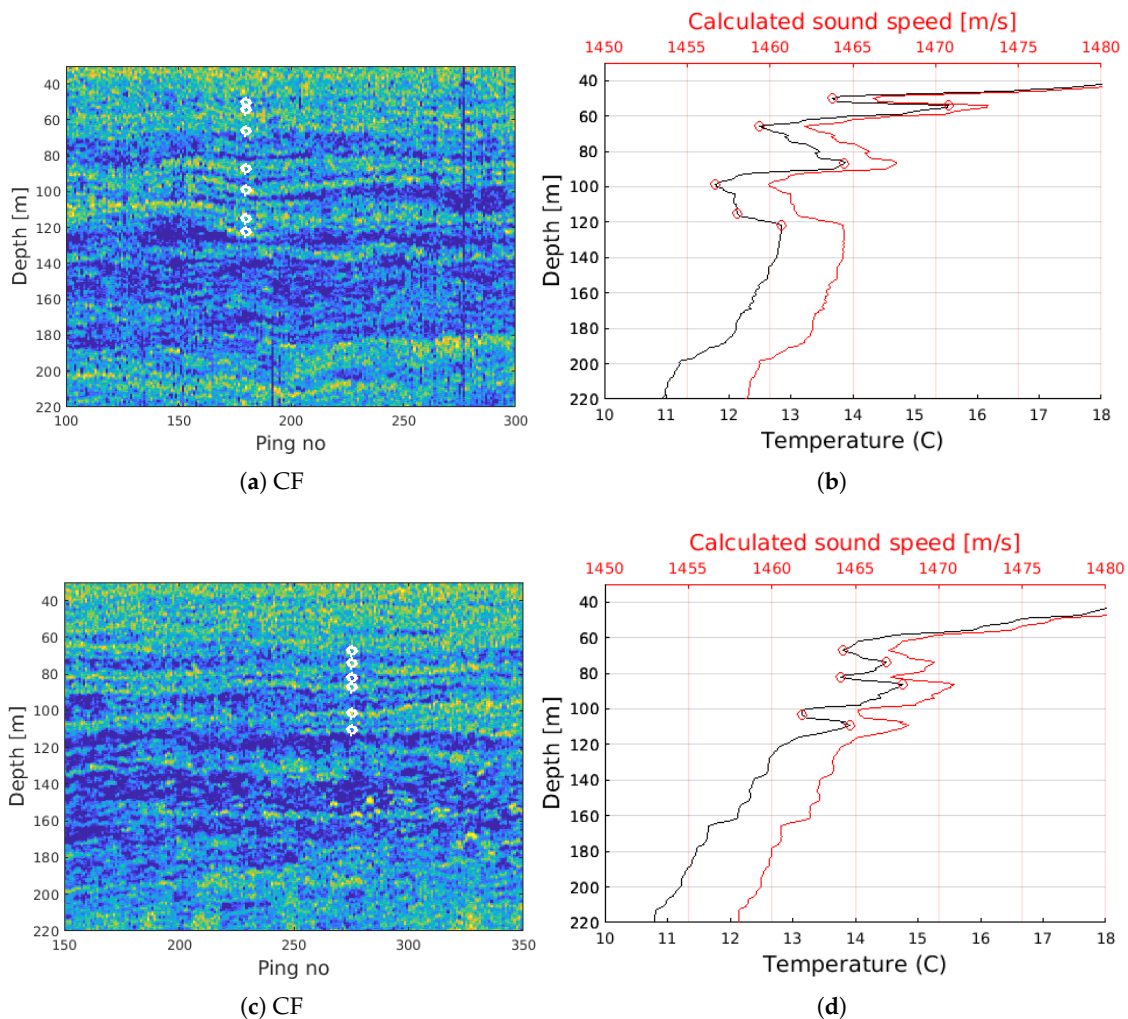 Calculated sound speed [m/s]
1450 1455 1460 1465 1470 1475 1480
40
60
80
100
120
140
160
180
200
220
Depth [m]
100 150 200 250 300
Ping no
(a) CF
40
60
80
100
120
140
160
180
200
220
Depth [m]
10 11 12 13 14 15 16 17 18
Temperature (C)
(b)
Calculated sound speed [m/s]
1450 1455 1460 1465 1470 1475 1480
40
60
80
100
120
140
160
180
200
220
Depth [m]
150 200 250 300 350
Ping no
(c) CF
40
60
80
100
120
140
160
180
200
220
Depth [m]
10 11 12 13 14 15 16 17 18
Temperature (C)
(d)